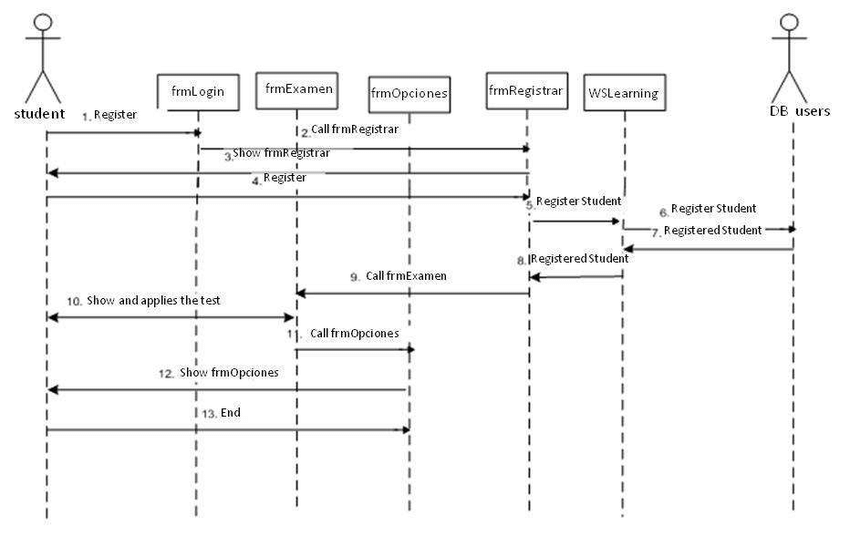 frmLogin
frmExamen
frmOpciones
frmRegistrar
WSLearning
student
DB users
1. Register
2. Call frmRegistrar
3. Show frmRegistrar
4. Register
5. Register Student
6. Register Student
7. Registered Student
8. Registered Student
9. Call frmExamen
10. Show and applies the test
11. Call frmOpciones
12. Show frmOpciones
13. End